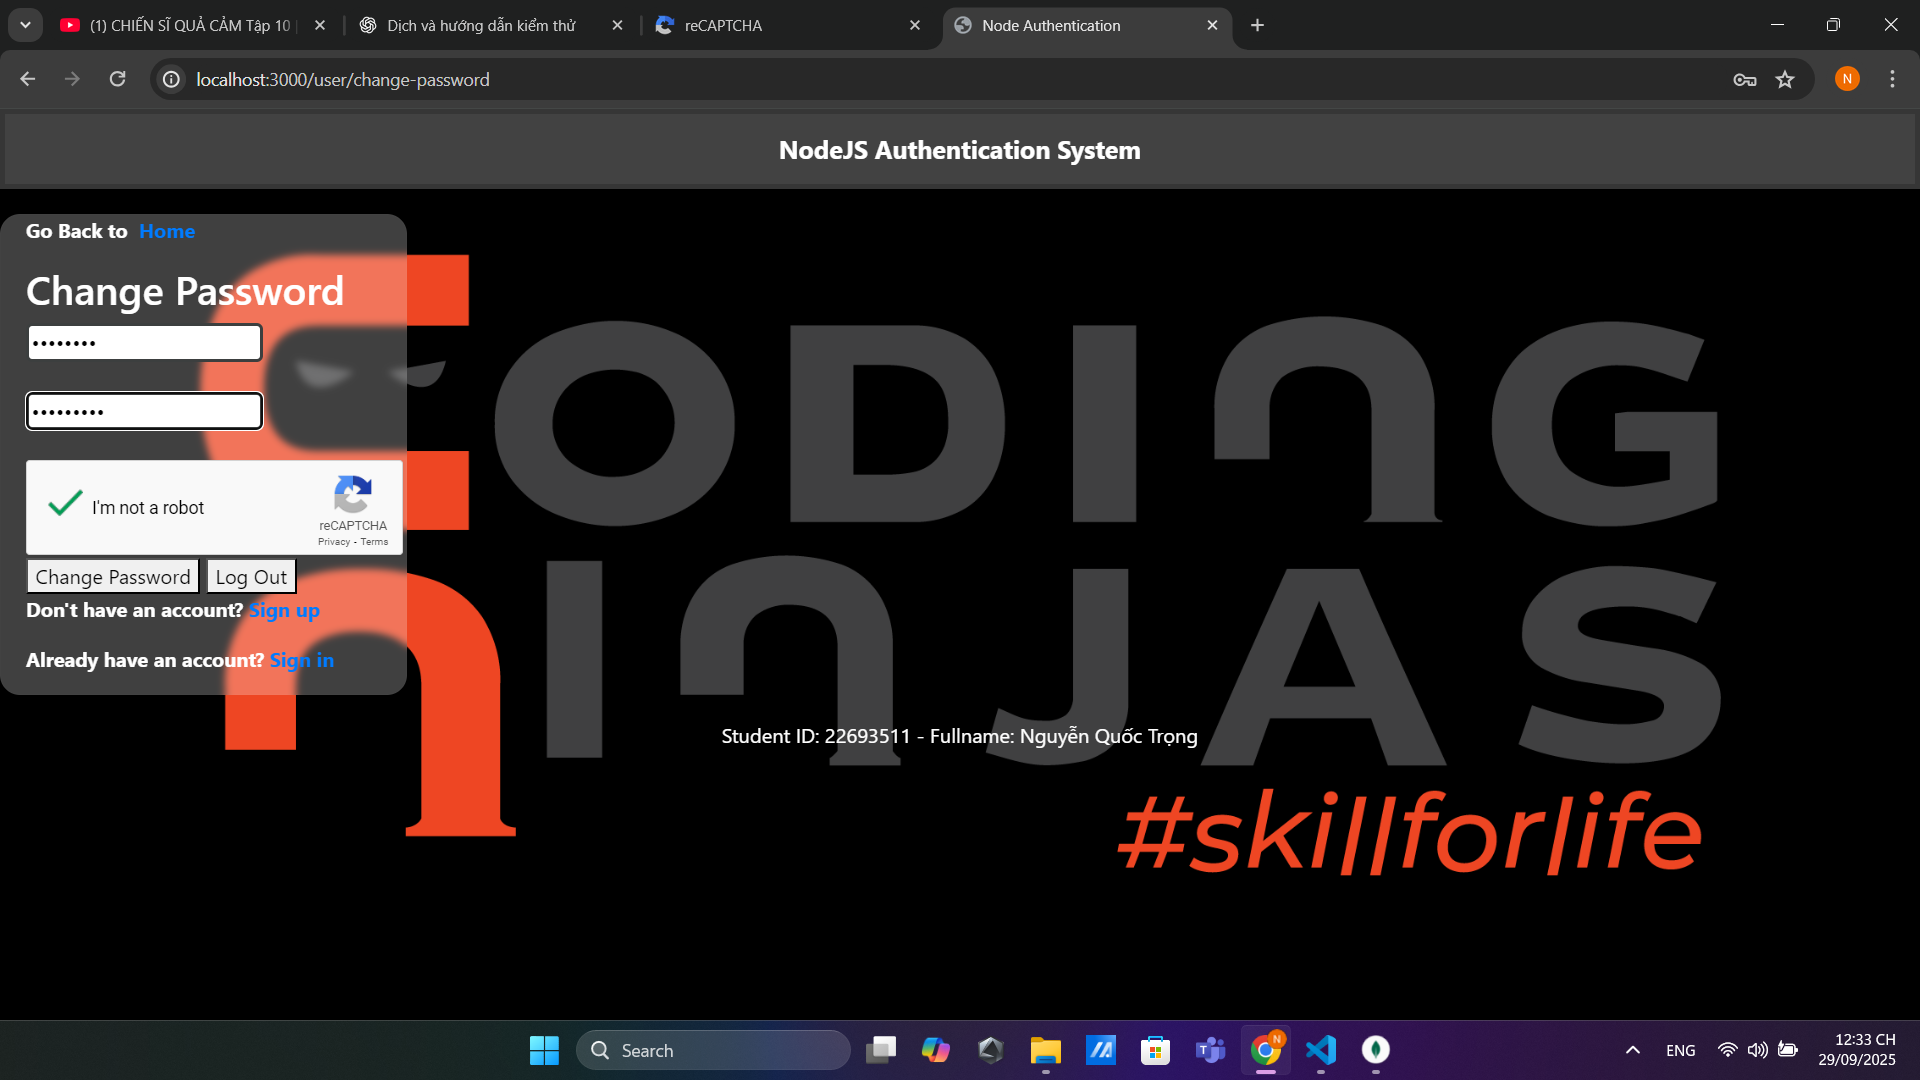 (1) CHIẾN SĨ QUẢ CẢM Tập 10
Dịch và hướng dẫn kiểm thử
reCAPTCHA
Node Authentication
localhost:3000/user/change-password
N
NodeJS Authentication System
Go Back to Home
Change Password
••••••••
•••••••••
I'm not a robot
reCAPTCHA
Privacy - Terms
Change Password
Log Out
Don't have an account? Sign up
Already have an account? Sign in
CODING
NINJAS
Student ID: 22693511 - Fullname: Nguyễn Quốc Trọng
#skillforlife
Search
T
N
ENG
12:33 CH
29/09/2025